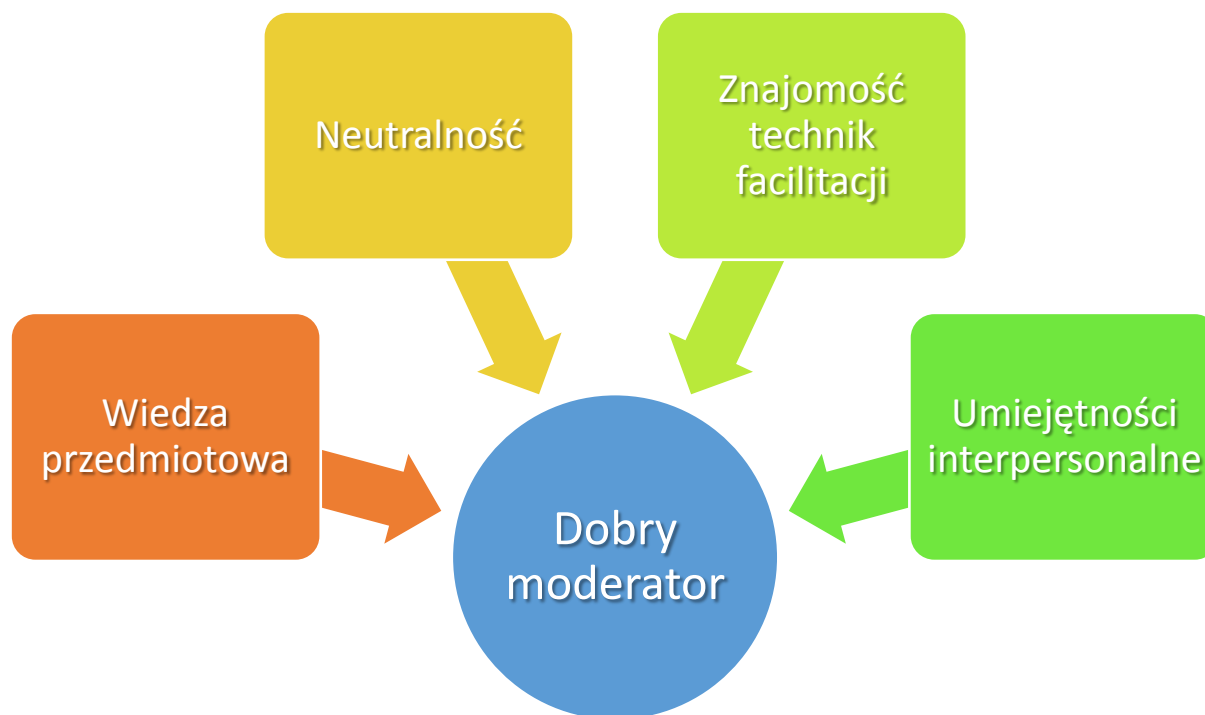 Neutralność
Znajomość
technik
facilitacji
Wiedza
przedmiotowa
Umiejętności
interpersonalne
Dobry
moderator